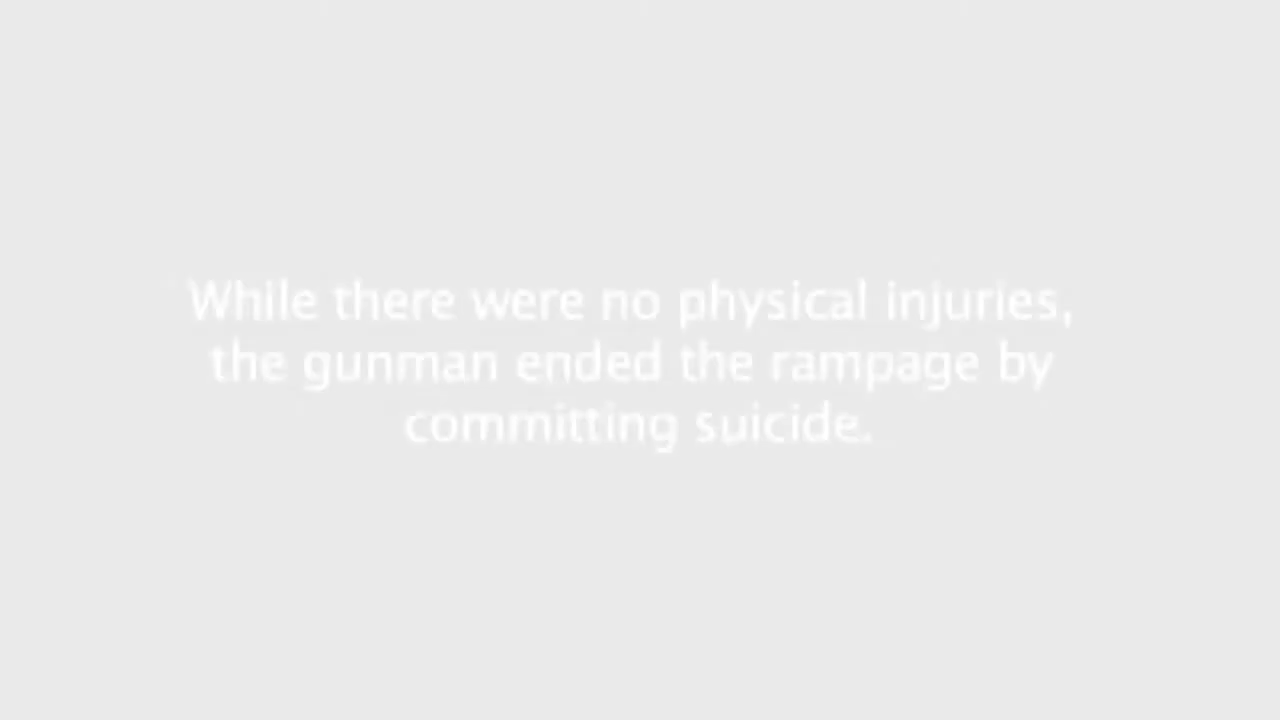 While there were no physical injuries,
the gunman ended the rampage by
committing suicide.